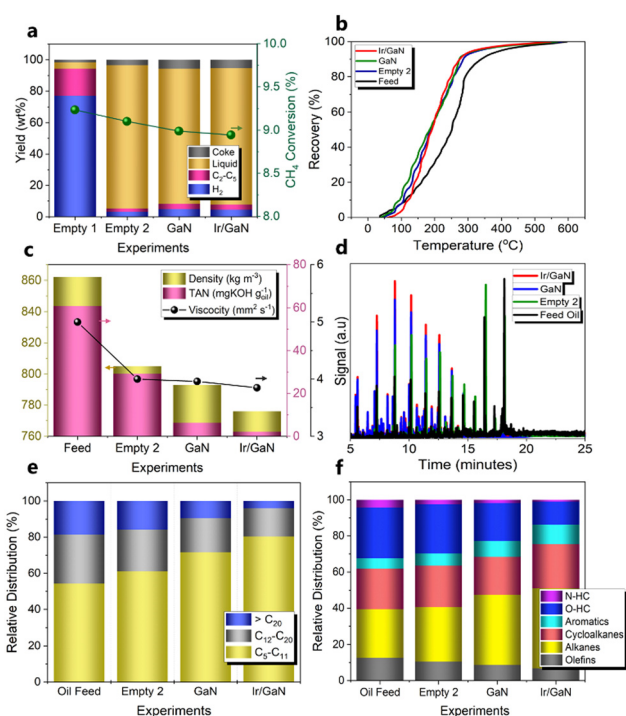 a
Yield (wt%)
100
80
60
40
20
0
10.0
9.5
9.0
8.5
8.0
CH4 Conversion (%)
Coke
Liquid
C2-C5
H2
Empty 1
Empty 2
GaN
Ir/GaN
Experiments
b
Recovery (%)
100
80
60
40
20
0
Ir/GaN
GaN
Empty 2
Feed
0
100
200
300
400
500
600
Temperature (°C)
c
860
840
820
800
780
760
Density (kg m-3)
TAN (mgKOH g-1oil)
Viscosity (mm2 s-1)
80
60
40
20
0
6
5
4
3
Feed
Empty 2
GaN
Ir/GaN
Experiments
d
Signal (a.u)
Ir/GaN
GaN
Empty 2
Feed Oil
5
10
15
20
25
Time (minutes)
e
Relative Distribution (%)
100
80
60
40
20
0
> C20
C12-C20
C5-C11
Oil Feed
Empty 2
GaN
Ir/GaN
Experiments
f
Relative Distribution (%)
100
80
60
40
20
0
N-HC
O-HC
Aromatics
Cycloalkanes
Alkanes
Olefins
Oil Feed
Empty 2
GaN
Ir/GaN
Experiments